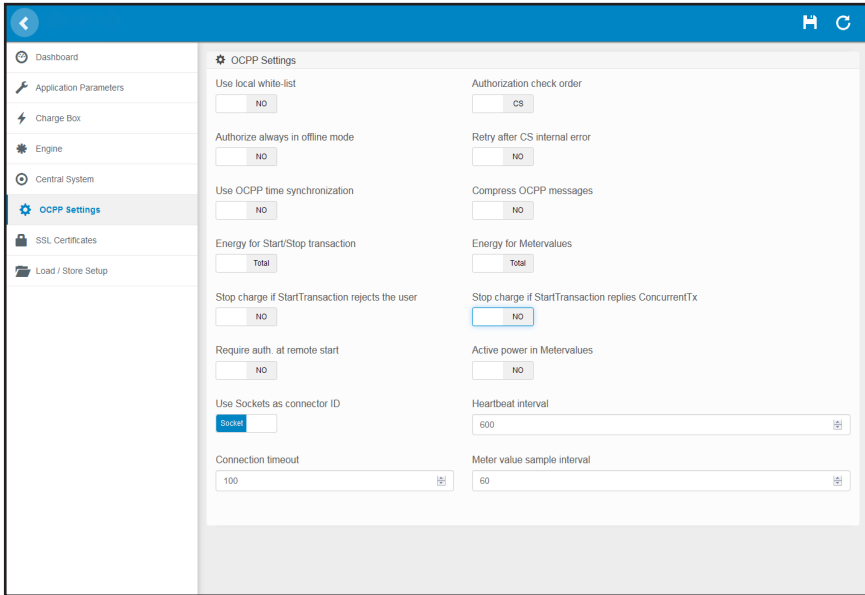 Dashboard
Application Parameters
Charge Box
Engine
Central System
OCPP Settings
SSL Certificates
Load / Store Setup
OCPP Settings
Use local white-list
NO
Authorization check order
CS
Authorize always in offline mode
NO
Retry after CS internal error
NO
Use OCPP time synchronization
NO
Compress OCPP messages
NO
Energy for Start/Stop transaction
Total
Energy for Metervalues
Total
Stop charge if StartTransaction rejects the user
NO
Stop charge if StartTransaction replies ConcurrentTx
NO
Require auth. at remote start
NO
Active power in Metervalues
NO
Use Sockets as connector ID
Socket
Heartbeat interval
600
Connection timeout
100
Meter value sample interval
60